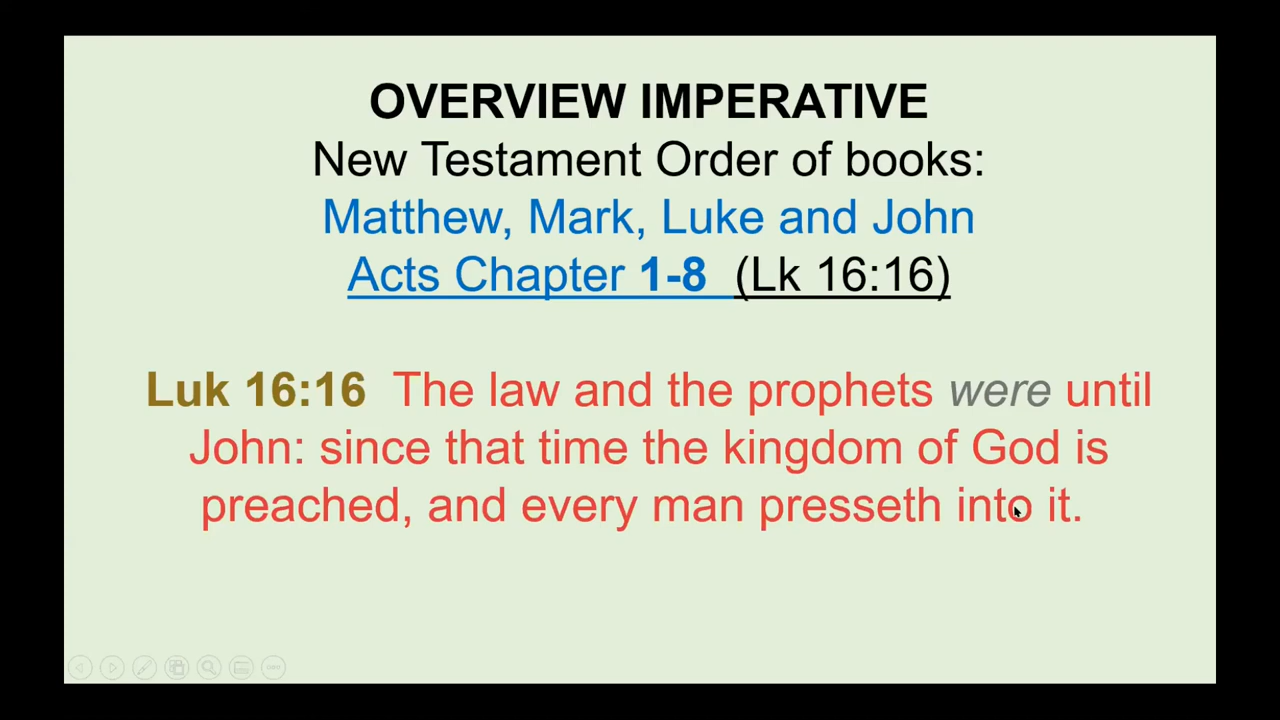 OVERVIEW IMPERATIVE
New Testament Order of books:
Matthew, Mark, Luke and John
Acts Chapter 1-8 (Lk 16:16)
Luk 16:16 The law and the prophets were until
John: since that time the kingdom of God is
preached, and every man presseth into it.